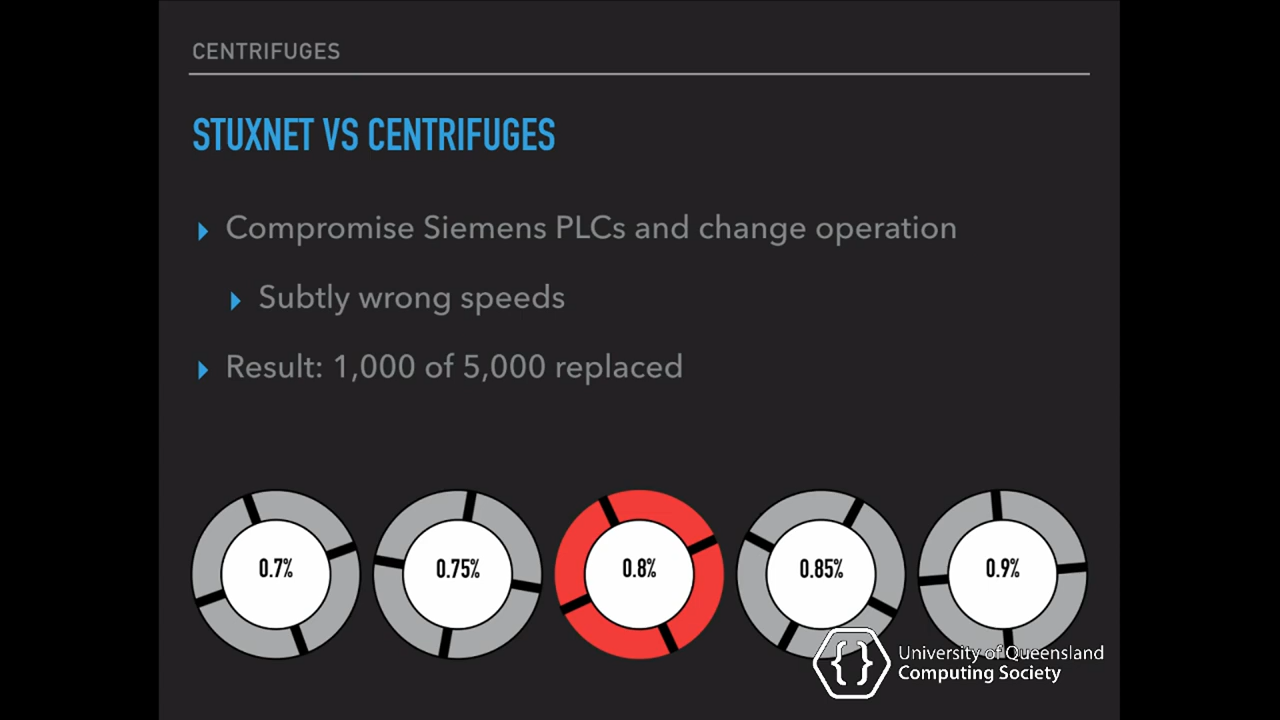 CENTRIFUGES
STUXNET VS CENTRIFUGES
Compromise Siemens PLCs and change operation
Subtly wrong speeds
Result: 1,000 of 5,000 replaced
0.7%
0.75%
0.8%
0.85%
0.9%
{}
University of Queensland
Computing Society